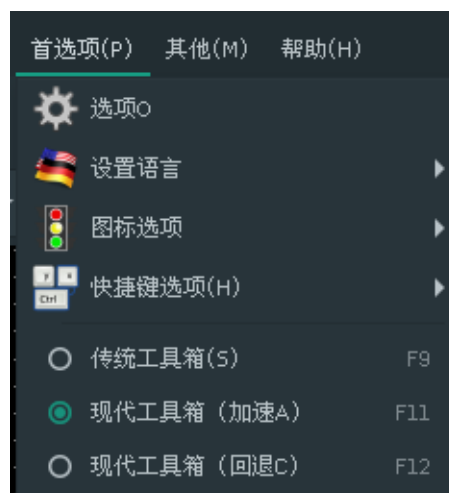 首选项(P) 其他(M) 帮助(H)
选项O
设置语言
图标选项
y x
Ctrl
快捷键选项(H)
传统工具箱(S) F9
现代工具箱（加速A） F11
现代工具箱（回退C） F12